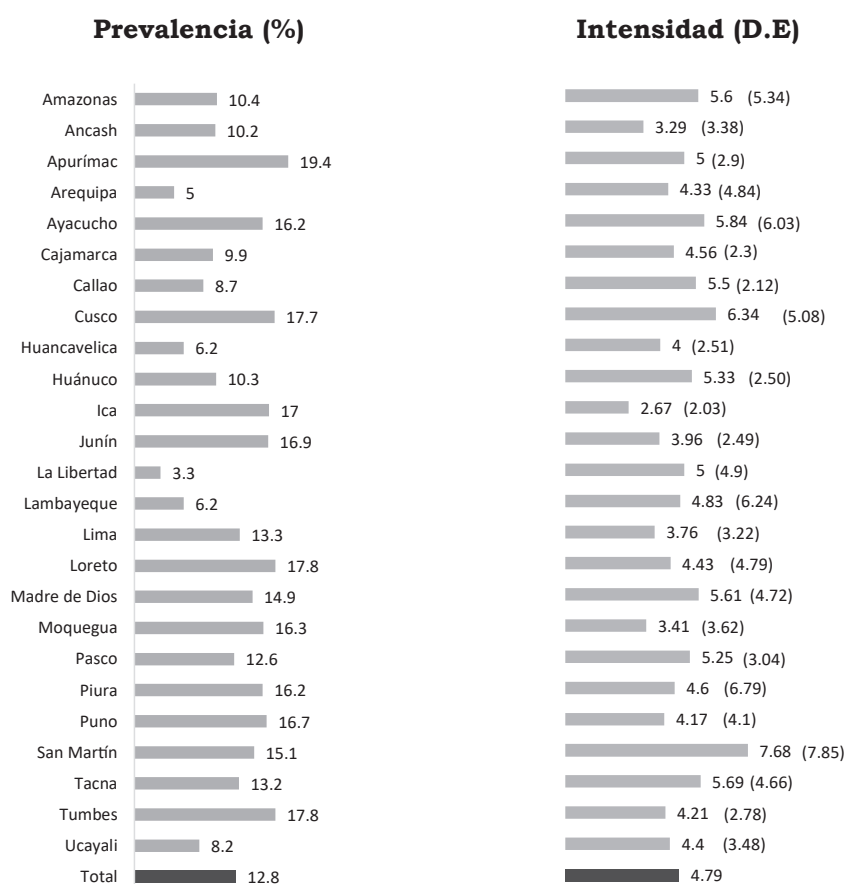 Prevalencia (%) Intensidad (D.E)
Amazonas 10.4 5.6 (5.34)
Ancash 10.2 3.29 (3.38)
Apurímac 19.4 5 (2.9)
Arequipa 5 4.33 (4.84)
Ayacucho 16.2 5.84 (6.03)
Cajamarca 9.9 4.56 (2.3)
Callao 8.7 5.5 (2.12)
Cusco 17.7 6.34 (5.08)
Huancavelica 6.2 4 (2.51)
Huánuco 10.3 5.33 (2.50)
Ica 17 2.67 (2.03)
Junín 16.9 3.96 (2.49)
La Libertad 3.3 5 (4.9)
Lambayeque 6.2 4.83 (6.24)
Lima 13.3 3.76 (3.22)
Loreto 17.8 4.43 (4.79)
Madre de Dios 14.9 5.61 (4.72)
Moquegua 16.3 3.41 (3.62)
Pasco 12.6 5.25 (3.04)
Piura 16.2 4.6 (6.79)
Puno 16.7 4.17 (4.1)
San Martín 15.1 7.68 (7.85)
Tacna 13.2 5.69 (4.66)
Tumbes 17.8 4.21 (2.78)
Ucayali 8.2 4.4 (3.48)
Total 12.8 4.79